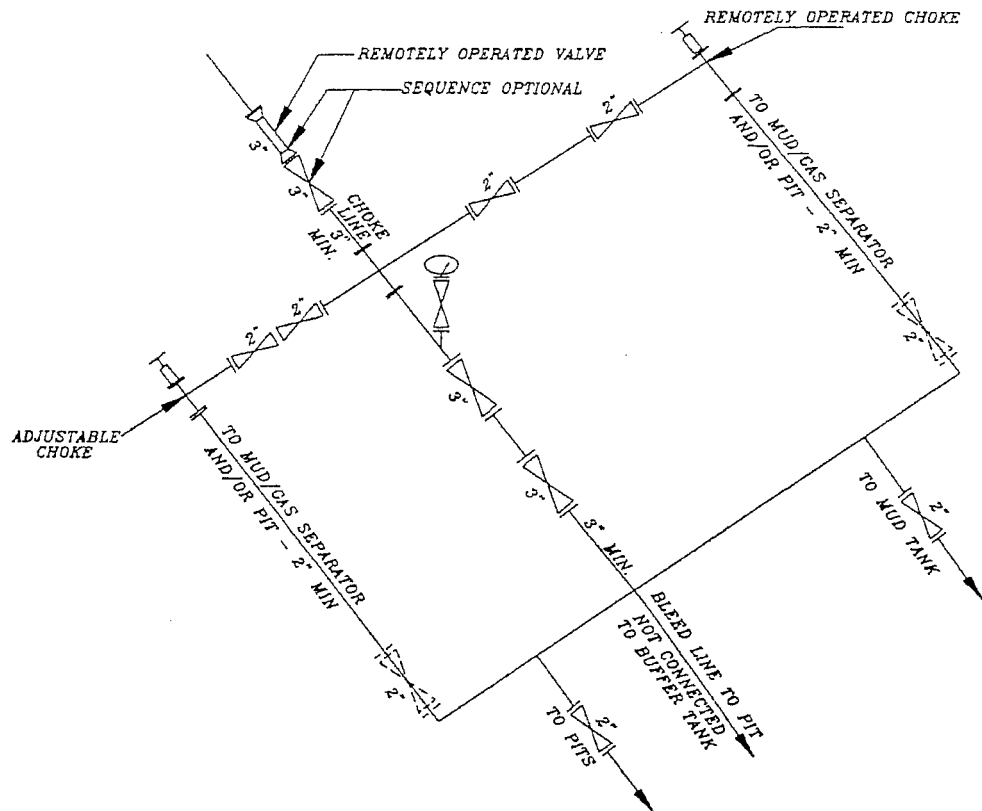 REMOTELY OPERATED CHOKE
REMOTELY OPERATED VALVE
SEQUENCE OPTIONAL
3"
3"
CHOKE
LINE
3"
MIN.
2"
2"
TO MUD/GAS SEPARATOR
AND/OR PIT - 2" MIN
2"
2"
2"
3"
3"
3" MIN.
ADJUSTABLE
CHOKE
TO MUD/GAS SEPARATOR
AND/OR PIT - 2" MIN
2"
2"
TO MUD TANK
BLEED LINE TO PIT
NOT CONNECTED
TO BUFFER TANK
2"
TO PITS